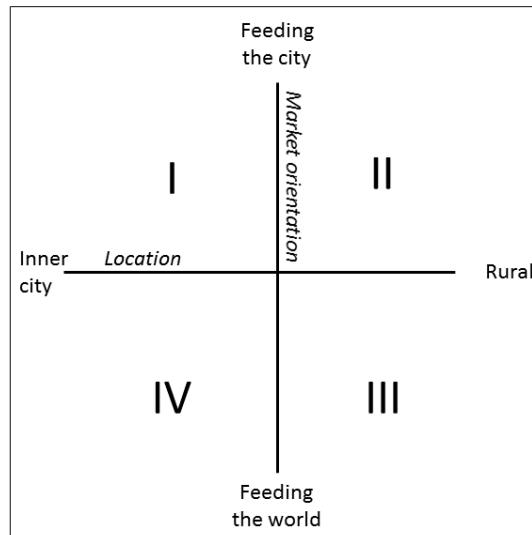 Feeding
the city
Market orientation
I
II
Inner
city
Location
Rural
IV
III
Feeding
the world